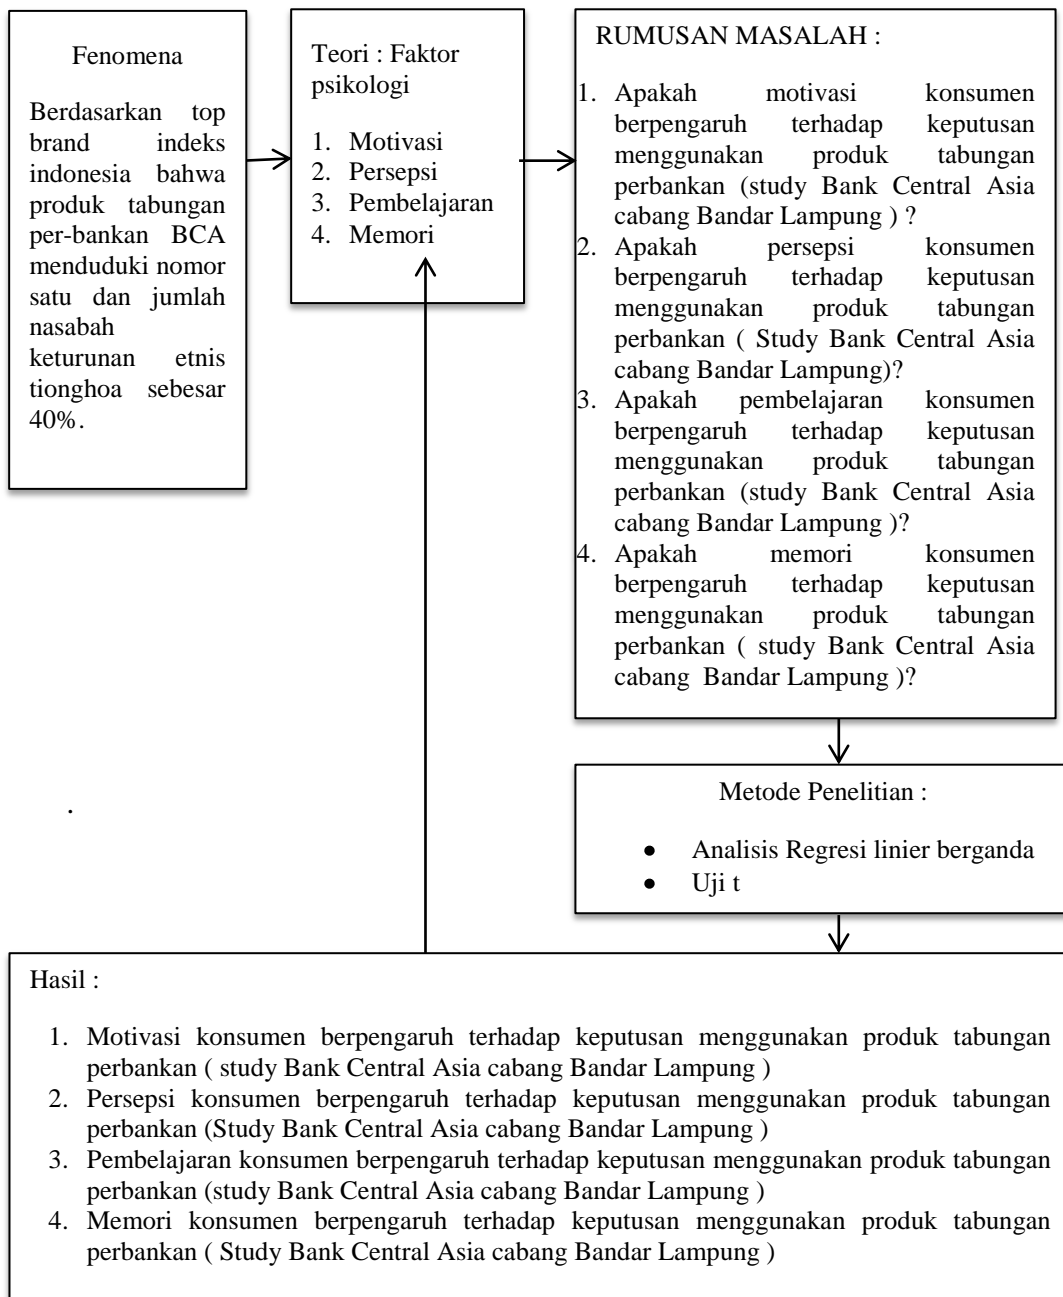 Fenomena
Berdasarkan top
brand indeks
indonesia bahwa
produk tabungan
per-bankan BCA
menduduki nomor
satu dan jumlah
nasabah
keturunan etnis
tionghoa sebesar
40%.
Teori : Faktor
psikologi
1. Motivasi
2. Persepsi
3. Pembelajaran
4. Memori
RUMUSAN MASALAH :
1. Apakah motivasi konsumen
berpengaruh terhadap keputusan
menggunakan produk tabungan
perbankan (study Bank Central Asia
cabang Bandar Lampung ) ?
2. Apakah persepsi konsumen
berpengaruh terhadap keputusan
menggunakan produk tabungan
perbankan ( Study Bank Central Asia
cabang Bandar Lampung)?
3. Apakah pembelajaran konsumen
berpengaruh terhadap keputusan
menggunakan produk tabungan
perbankan (study Bank Central Asia
cabang Bandar Lampung )?
4. Apakah memori konsumen
berpengaruh terhadap keputusan
menggunakan produk tabungan
perbankan ( study Bank Central Asia
cabang Bandar Lampung )?
.
Metode Penelitian :
• Analisis Regresi linier berganda
• Uji t
Hasil :
1. Motivasi konsumen berpengaruh terhadap keputusan menggunakan produk tabungan
perbankan ( study Bank Central Asia cabang Bandar Lampung )
2. Persepsi konsumen berpengaruh terhadap keputusan menggunakan produk tabungan
perbankan (Study Bank Central Asia cabang Bandar Lampung )
3. Pembelajaran konsumen berpengaruh terhadap keputusan menggunakan produk tabungan
perbankan (study Bank Central Asia cabang Bandar Lampung )
4. Memori konsumen berpengaruh terhadap keputusan menggunakan produk tabungan
perbankan ( Study Bank Central Asia cabang Bandar Lampung )